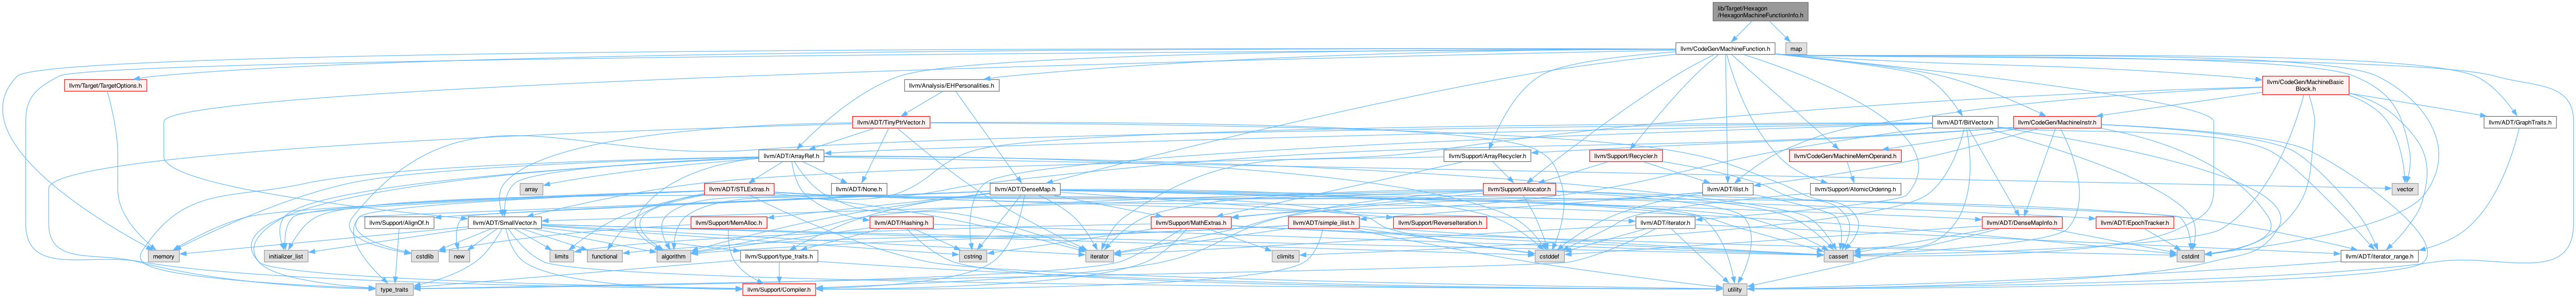 lib/Target/Hexagon
/HexagonMachineFunctionInfo.h
llvm/CodeGen/MachineFunction.h
map
llvm/Target/TargetOptions.h
llvm/Analysis/EHPersonalities.h
llvm/CodeGen/MachineBasic
Block.h
llvm/ADT/TinyPtrVector.h
llvm/ADT/BitVector.h
llvm/CodeGen/MachineInstr.h
llvm/ADT/GraphTraits.h
llvm/ADT/ArrayRef.h
llvm/Support/ArrayRecycler.h
llvm/Support/Recycler.h
llvm/CodeGen/MachineMemOperand.h
array
llvm/ADT/STLExtras.h
llvm/ADT/None.h
llvm/ADT/DenseMap.h
llvm/Support/Allocator.h
llvm/ADT/ilist.h
llvm/Support/AtomicOrdering.h
vector
llvm/Support/AlignOf.h
llvm/ADT/SmallVector.h
llvm/Support/MemAlloc.h
llvm/ADT/Hashing.h
llvm/Support/MathExtras.h
llvm/ADT/simple_ilist.h
llvm/Support/ReverseIteration.h
llvm/ADT/iterator.h
llvm/ADT/DenseMapInfo.h
llvm/ADT/EpochTracker.h
memory
initializer_list
cstdlib
new
limits
functional
algorithm
llvm/Support/type_traits.h
cstring
iterator
climits
cstddef
cassert
cstdint
llvm/ADT/iterator_range.h
type_traits
llvm/Support/Compiler.h
utility